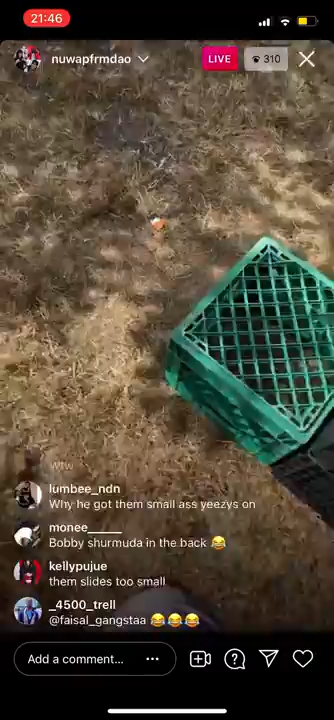 21:46
nuwapfrmdao
LIVE
310
wtw
lumbee_ndn
Why he got them small ass yeezys on
monee_____
Bobby shurmuda in the back 😂
kellypujue
them slides too small
_4500_trell
@faisal_gangstaa 😂😂😂
Add a comment...